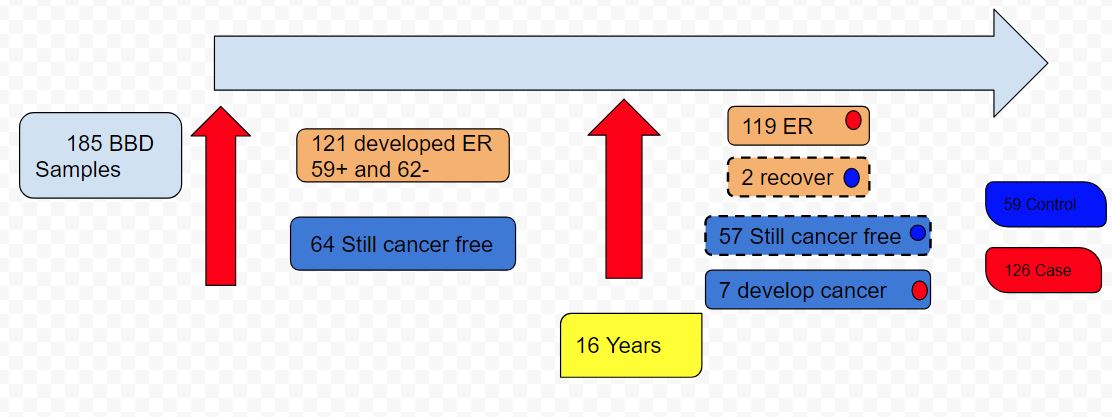 185 BBD
Samples
121 developed ER
59+ and 62-
64 Still cancer free
16 Years
119 ER
2 recover
57 Still cancer free
7 develop cancer
59 Control
126 Case